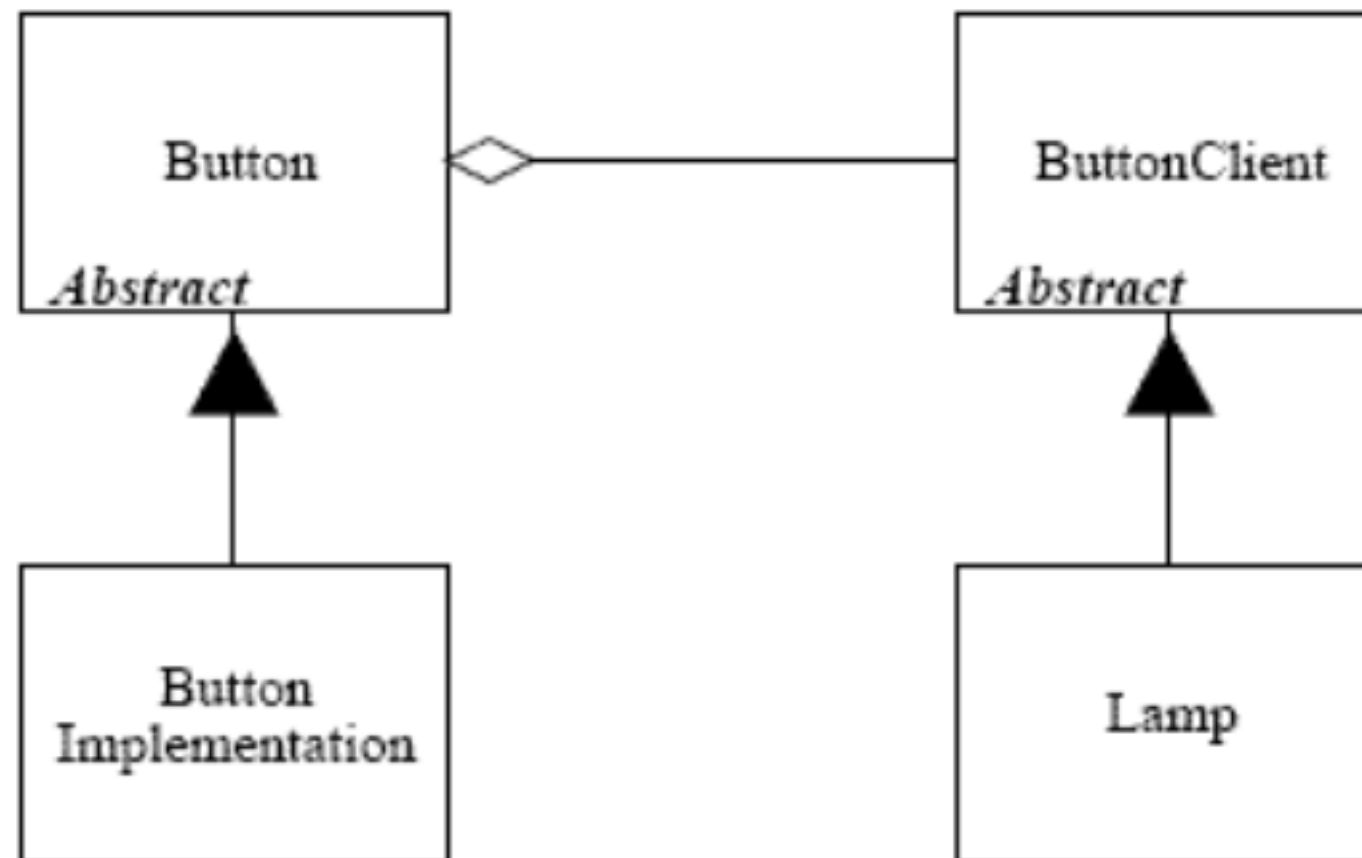 Button
ButtonClient
Abstract
Abstract
Button
Implementation
Lamp